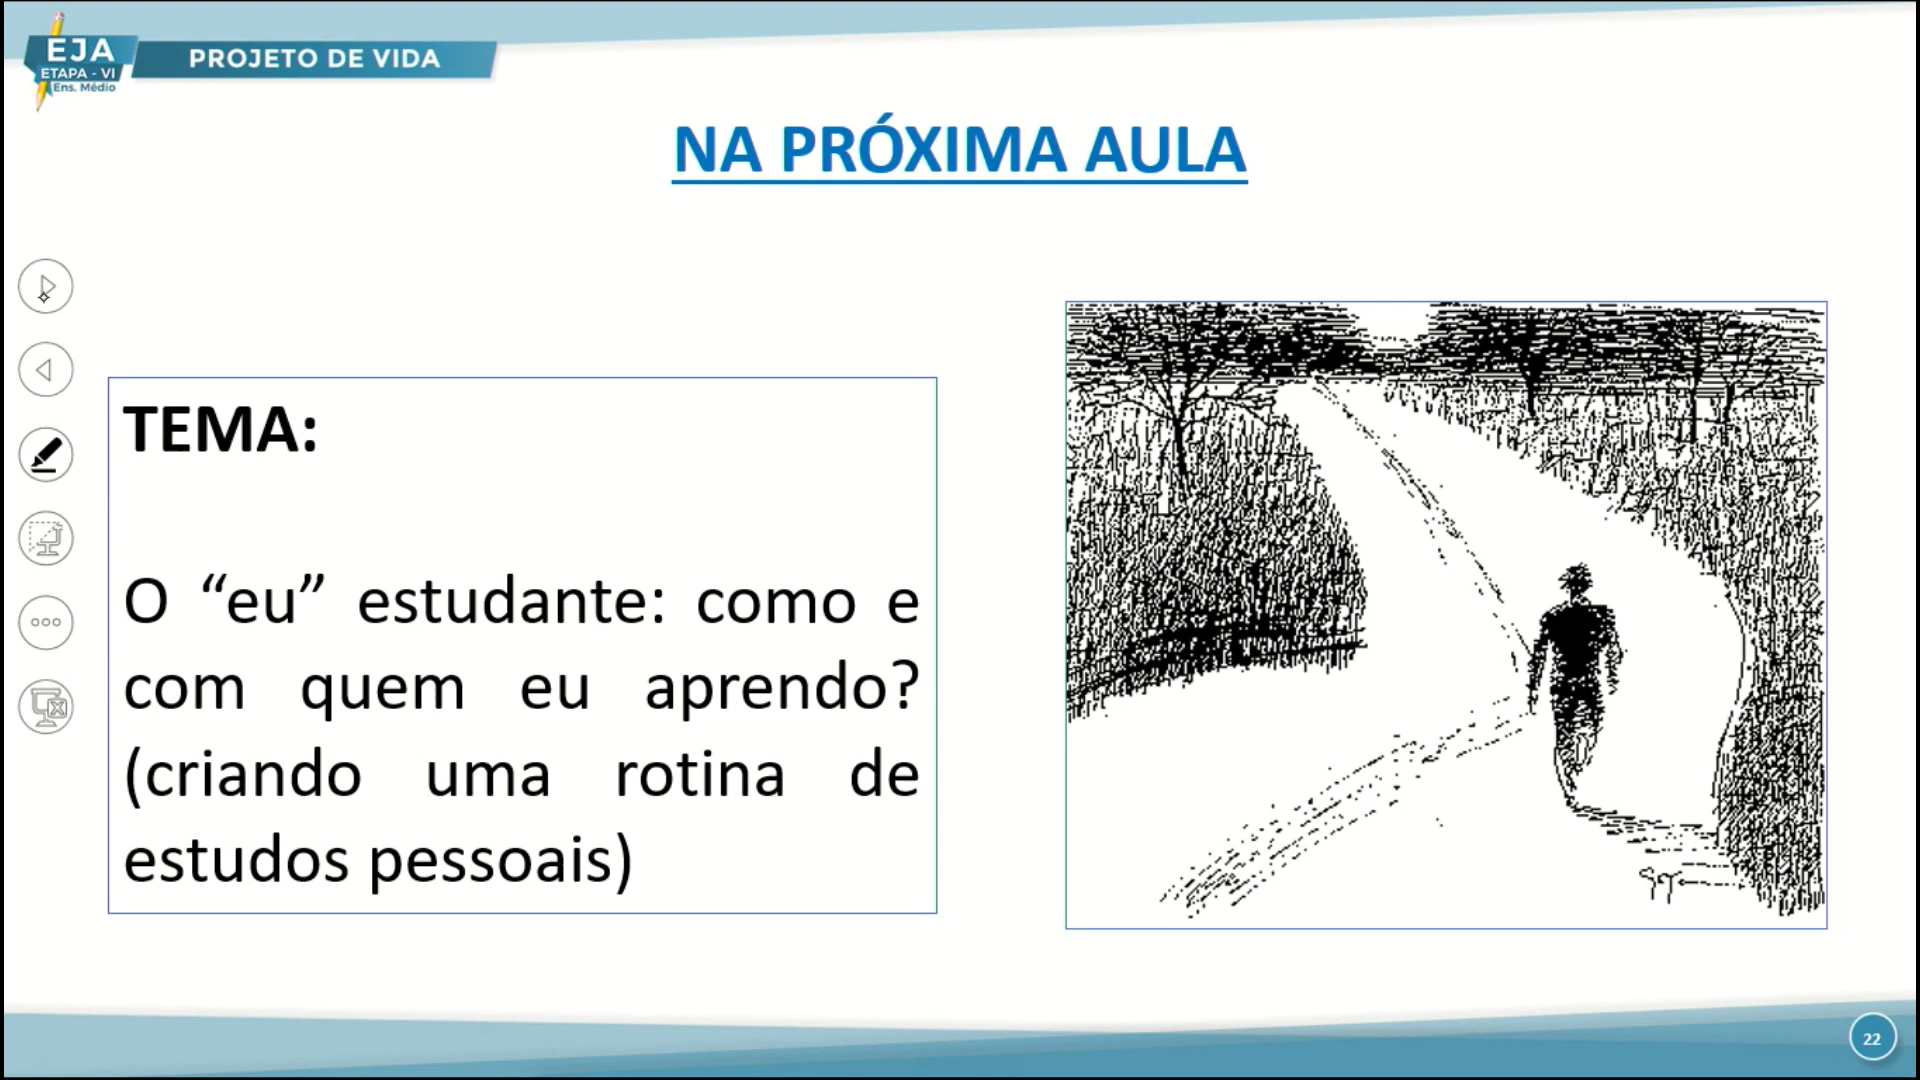 EJA
ETAPA - VI
Ens. Médio
PROJETO DE VIDA
NA PRÓXIMA AULA
TEMA:
O “eu” estudante: como e
com quem eu aprendo?
(criando uma rotina de
estudos pessoais)
22